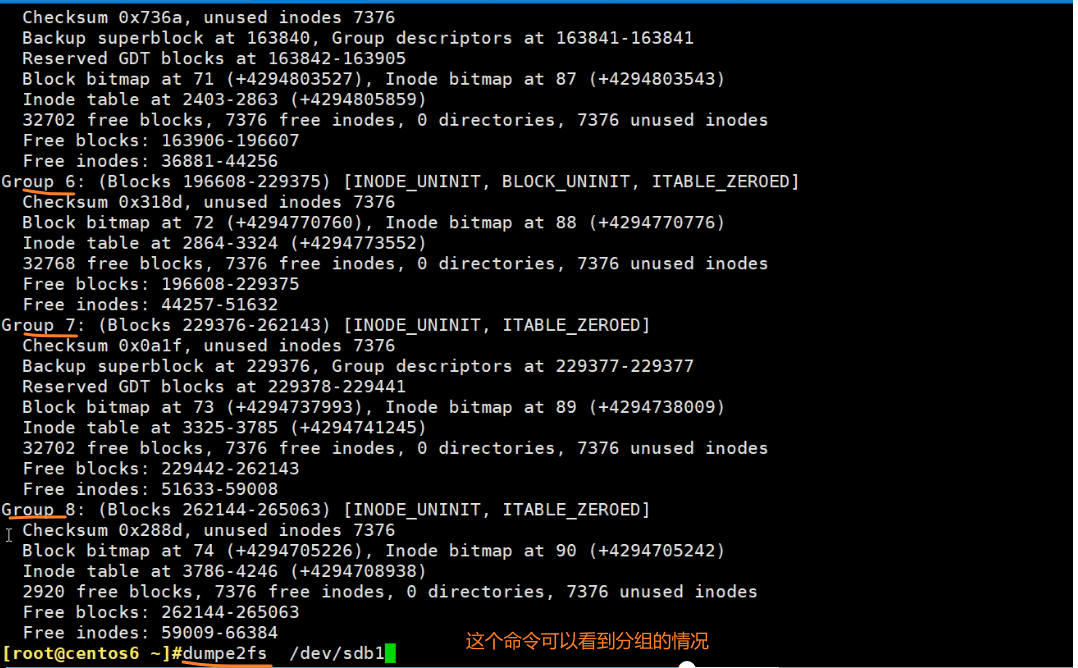 Checksum 0x736a, unused inodes 7376
Backup superblock at 163840, Group descriptors at 163841-163841
Reserved GDT blocks at 163842-163905
Block bitmap at 71 (+4294803527), Inode bitmap at 87 (+4294803543)
Inode table at 2403-2863 (+4294805859)
32702 free blocks, 7376 free inodes, 0 directories, 7376 unused inodes
Free blocks: 163906-196607
Free inodes: 36881-44256
Group 6: (Blocks 196608-229375) [INODE_UNINIT, BLOCK_UNINIT, ITABLE_ZEROED]
Checksum 0x318d, unused inodes 7376
Block bitmap at 72 (+4294770760), Inode bitmap at 88 (+4294770776)
Inode table at 2864-3324 (+4294773552)
32768 free blocks, 7376 free inodes, 0 directories, 7376 unused inodes
Free blocks: 196608-229375
Free inodes: 44257-51632
Group 7: (Blocks 229376-262143) [INODE_UNINIT, ITABLE_ZEROED]
Checksum 0x0a1f, unused inodes 7376
Backup superblock at 229376, Group descriptors at 229377-229377
Reserved GDT blocks at 229378-229441
Block bitmap at 73 (+4294737993), Inode bitmap at 89 (+4294738009)
Inode table at 3325-3785 (+4294741245)
32702 free blocks, 7376 free inodes, 0 directories, 7376 unused inodes
Free blocks: 229442-262143
Free inodes: 51633-59008
Group 8: (Blocks 262144-265063) [INODE_UNINIT, ITABLE_ZEROED]
Checksum 0x288d, unused inodes 7376
Block bitmap at 74 (+4294705226), Inode bitmap at 90 (+4294705242)
Inode table at 3786-4246 (+4294708938)
2920 free blocks, 7376 free inodes, 0 directories, 7376 unused inodes
Free blocks: 262144-265063
Free inodes: 59009-66384
这个命令可以看到分组的情况
[root@centos6 ~]#dumpe2fs  /dev/sdb1